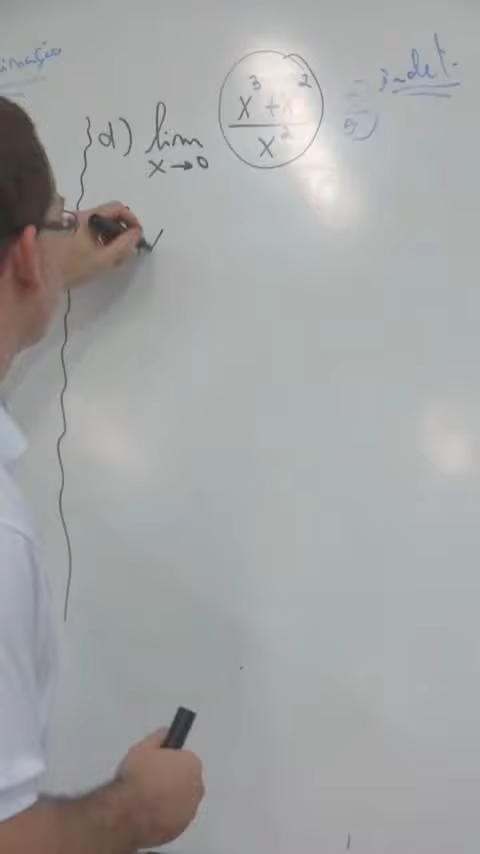 d) lim x→0 (x³ + x²)/x² = 0/0 indet.